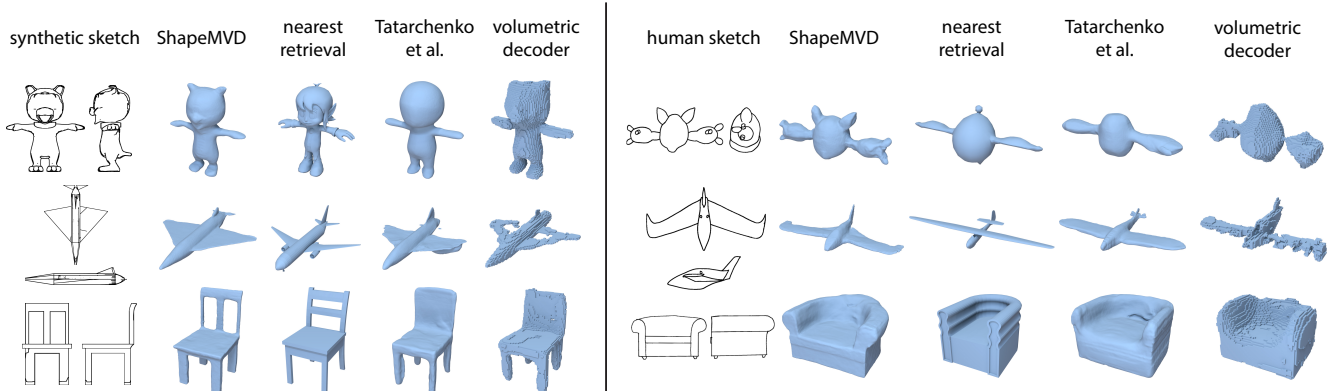 synthetic sketch
ShapeMVD
nearest
retrieval
Tatarchenko
et al.
volumetric
decoder
human sketch
ShapeMVD
nearest
retrieval
Tatarchenko
et al.
volumetric
decoder